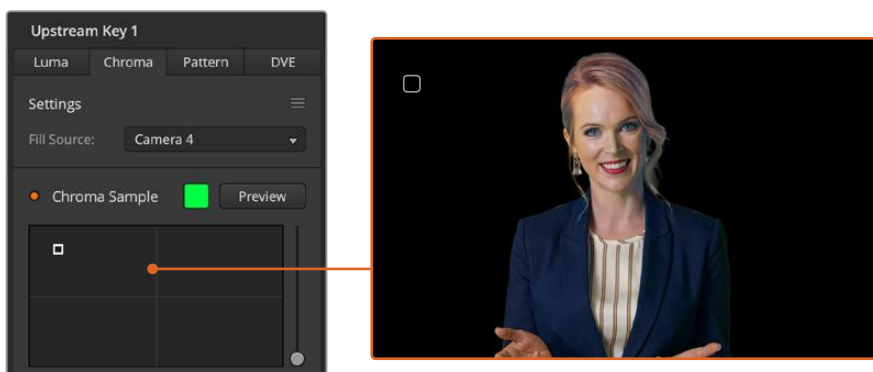 Upstream Key 1
Luma Chroma Pattern DVE
Settings
Fill Source: Camera 4
Chroma Sample Preview